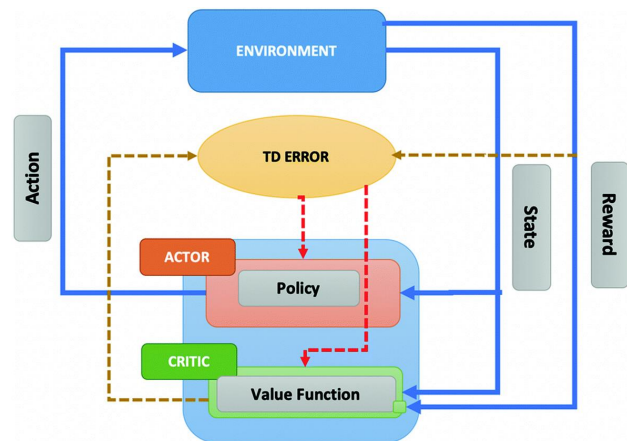 ENVIRONMENT
TD ERROR
Action
State
Reward
ACTOR
Policy
CRITIC
Value Function